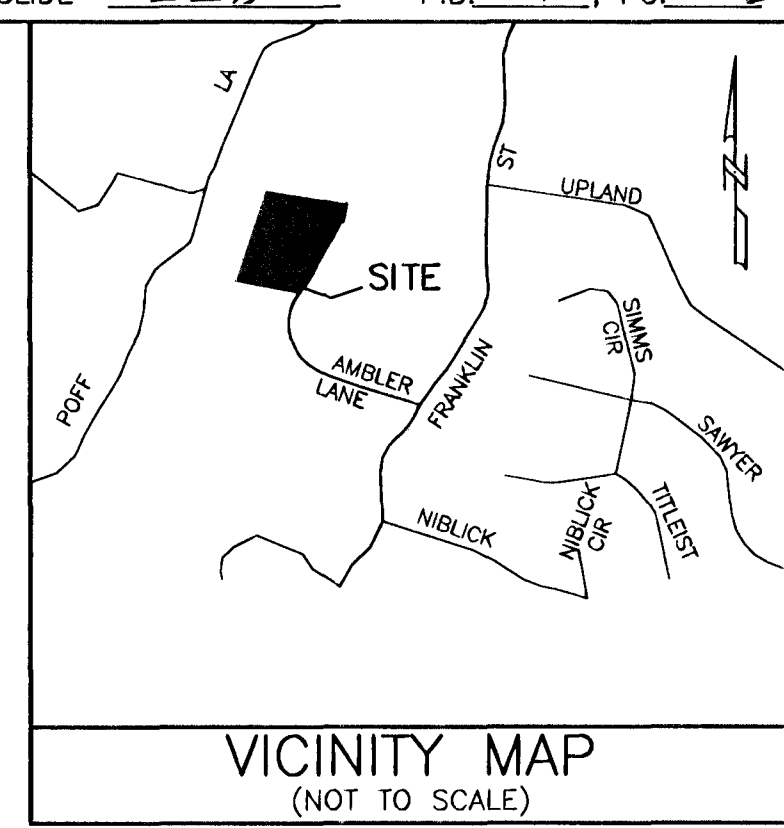 SLIDE
LA
ST
UPLAND
SITE
SIMMS
CIR
AMBLER
LANE
FRANKLIN
POFF
SAWYER
NIBLICK
NIBLICK
CIR
TITLEIST
N
VICINITY MAP
(NOT TO SCALE)